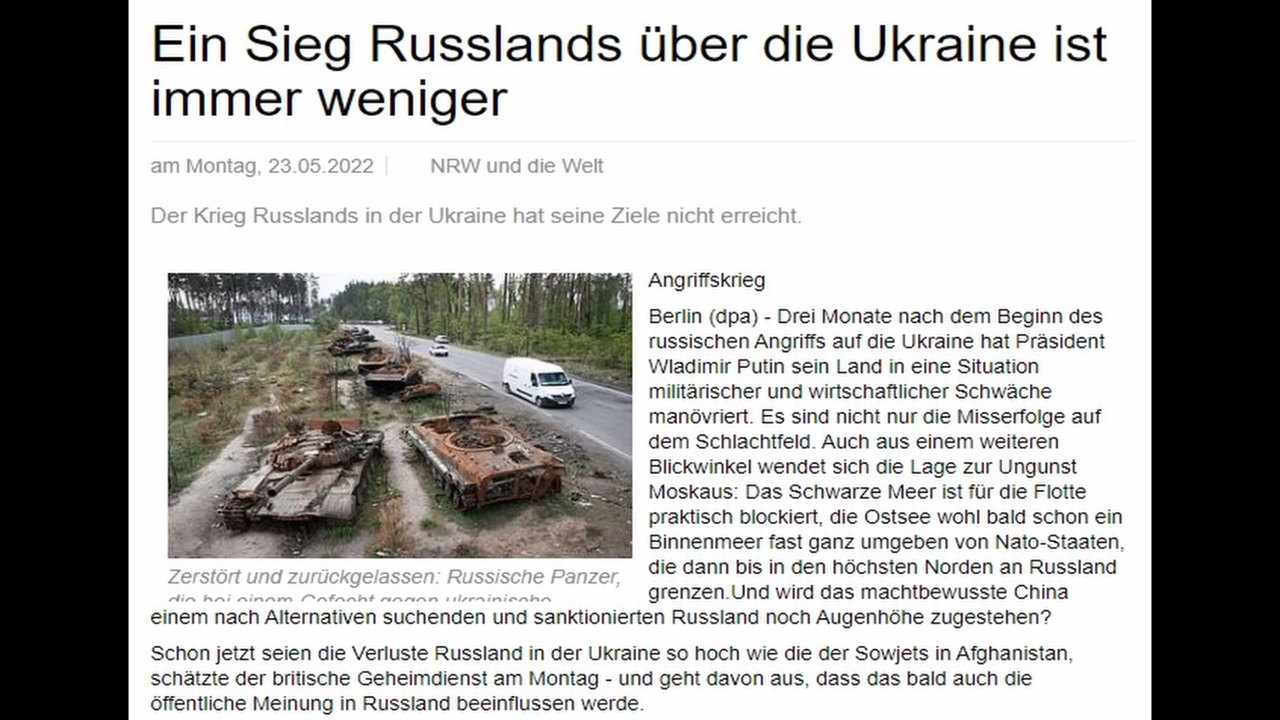 Ein Sieg Russlands über die Ukraine ist
immer weniger
am Montag, 23.05.2022
NRW und die Welt
Der Krieg Russlands in der Ukraine hat seine Ziele nicht erreicht.
Zerstört und zurückgelassen: Russische Panzer,
die bei einem Gefecht gegen ukrainische
Angriffskrieg
Berlin (dpa) - Drei Monate nach dem Beginn des
russischen Angriffs auf die Ukraine hat Präsident
Wladimir Putin sein Land in eine Situation
militärischer und wirtschaftlicher Schwäche
manövriert. Es sind nicht nur die Misserfolge auf
dem Schlachtfeld. Auch aus einem weiteren
Blickwinkel wendet sich die Lage zur Ungunst
Moskaus: Das Schwarze Meer ist für die Flotte
praktisch blockiert, die Ostsee wohl bald schon ein
Binnenmeer fast ganz umgeben von Nato-Staaten,
die dann bis in den höchsten Norden an Russland
grenzen.Und wird das machtbewusste China
einem nach Alternativen suchenden und sanktionierten Russland noch Augenhöhe zugestehen?
Schon jetzt seien die Verluste Russland in der Ukraine so hoch wie die der Sowjets in Afghanistan,
schätzte der britische Geheimdienst am Montag - und geht davon aus, dass das bald auch die
öffentliche Meinung in Russland beeinflussen werde.